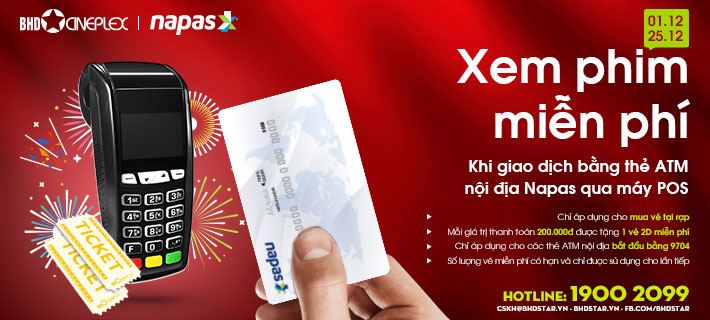 BHD CINEPLEX | napas
01.12
25.12
Xem phim
miễn phí
Khi giao dịch bằng thẻ ATM
nội địa Napas qua máy POS
Chỉ áp dụng cho mua vé tại rạp
Mỗi giá trị thanh toán 200.000đ được tặng 1 vé 2D miễn phí
Chỉ áp dụng cho các thẻ ATM nội địa bắt đầu bằng 9704
Số lượng vé miễn phí có hạn và chỉ được sử dụng cho lần tiếp
HOTLINE: 1900 2099
CSKH@BHDSTAR.VN - BHDSTAR.VN - FB.COM/BHDSTAR
TICKET
TICKET
napas